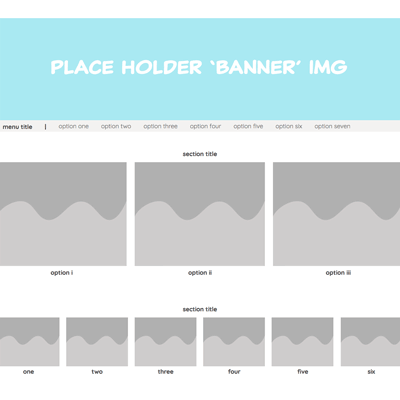 PLACE HOLDER 'BANNER' IMG
menu title | option one option two option three option four option five option six option seven
section title
option i option ii option iii
section title
one two three four five six